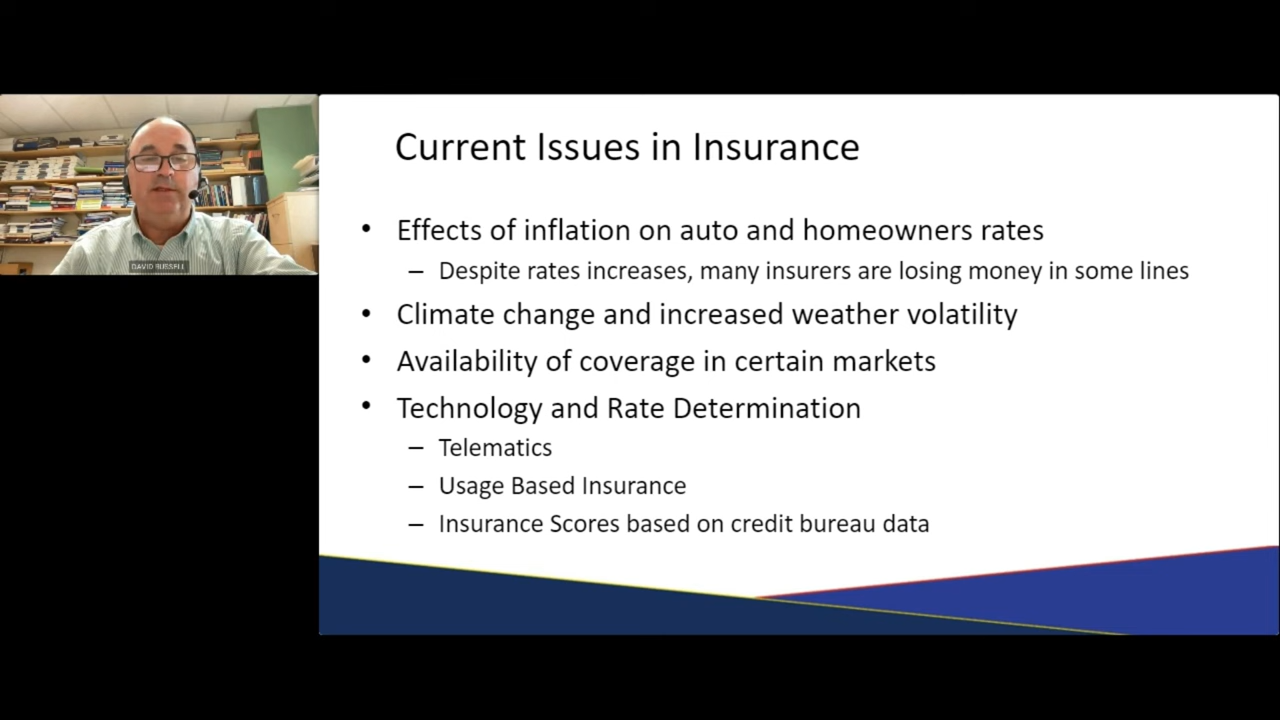 Current Issues in Insurance
• Effects of inflation on auto and homeowners rates
– Despite rates increases, many insurers are losing money in some lines
• Climate change and increased weather volatility
• Availability of coverage in certain markets
• Technology and Rate Determination
– Telematics
– Usage Based Insurance
– Insurance Scores based on credit bureau data
DAVID RUSSELL